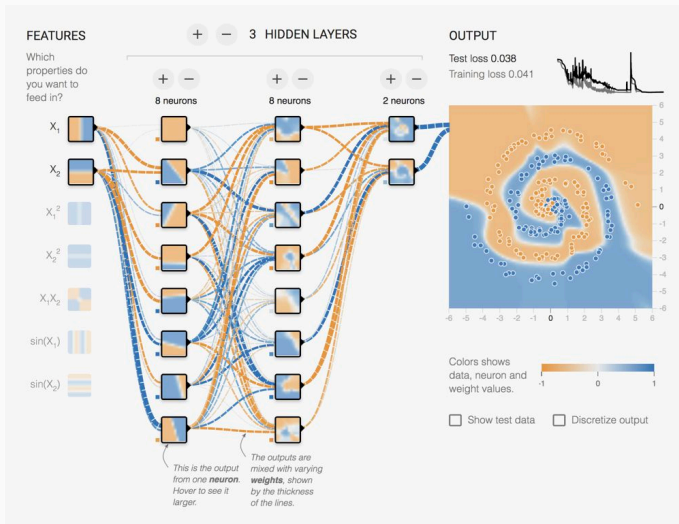 FEATURES
Which
properties do
you want to
feed in?
X1
X2
X1²
X2²
X1X2
sin(X1)
sin(X2)
+ − 3 HIDDEN LAYERS
+ −
8 neurons
+ −
8 neurons
+ −
2 neurons
This is the output
from one neuron.
Hover to see it
larger.
The outputs are
mixed with varying
weights, shown
by the thickness
of the lines.
OUTPUT
Test loss 0.038
Training loss 0.041
6
5
4
3
2
1
0
-1
-2
-3
-4
-5
-6
-6 -5 -4 -3 -2 -1 0 1 2 3 4 5 6
Colors shows
data, neuron and
weight values.
-1 0 1
Show test data
Discretize output